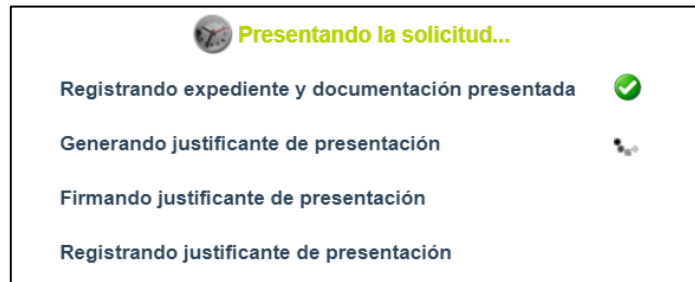 Presentando la solicitud...
Registrando expediente y documentación presentada
Generando justificante de presentación
Firmando justificante de presentación
Registrando justificante de presentación